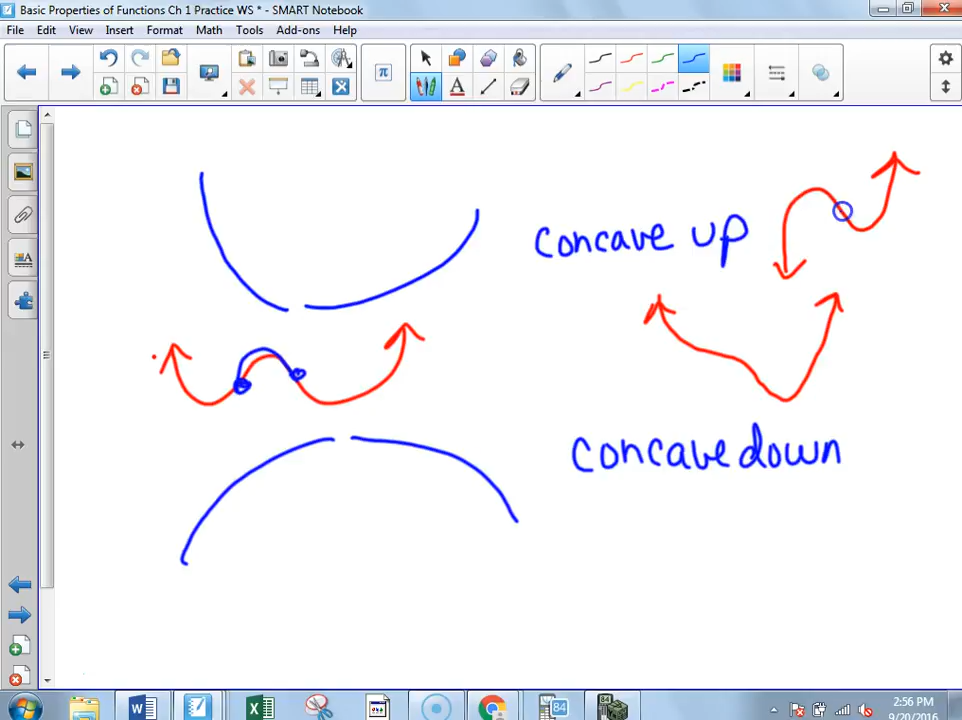 Basic Properties of Functions Ch 1 Practice WS * - SMART Notebook
File Edit View Insert Format Math Tools Add-ons Help
π A
concave up
concave down
84
2:56 PM
9/20/2016